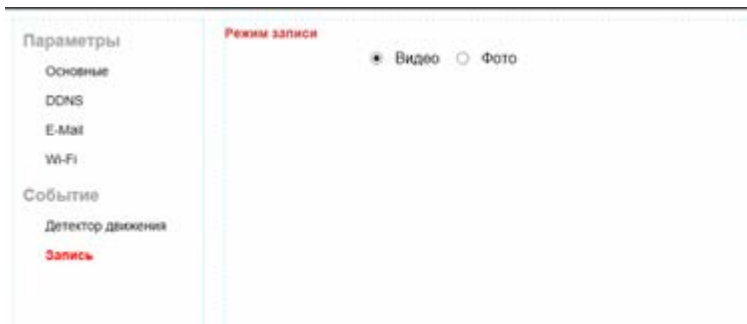 Параметры
Основные
DDNS
E-Mail
Wi-Fi
Событие
Детектор движения
Запись
Режим записи
Видео Фото